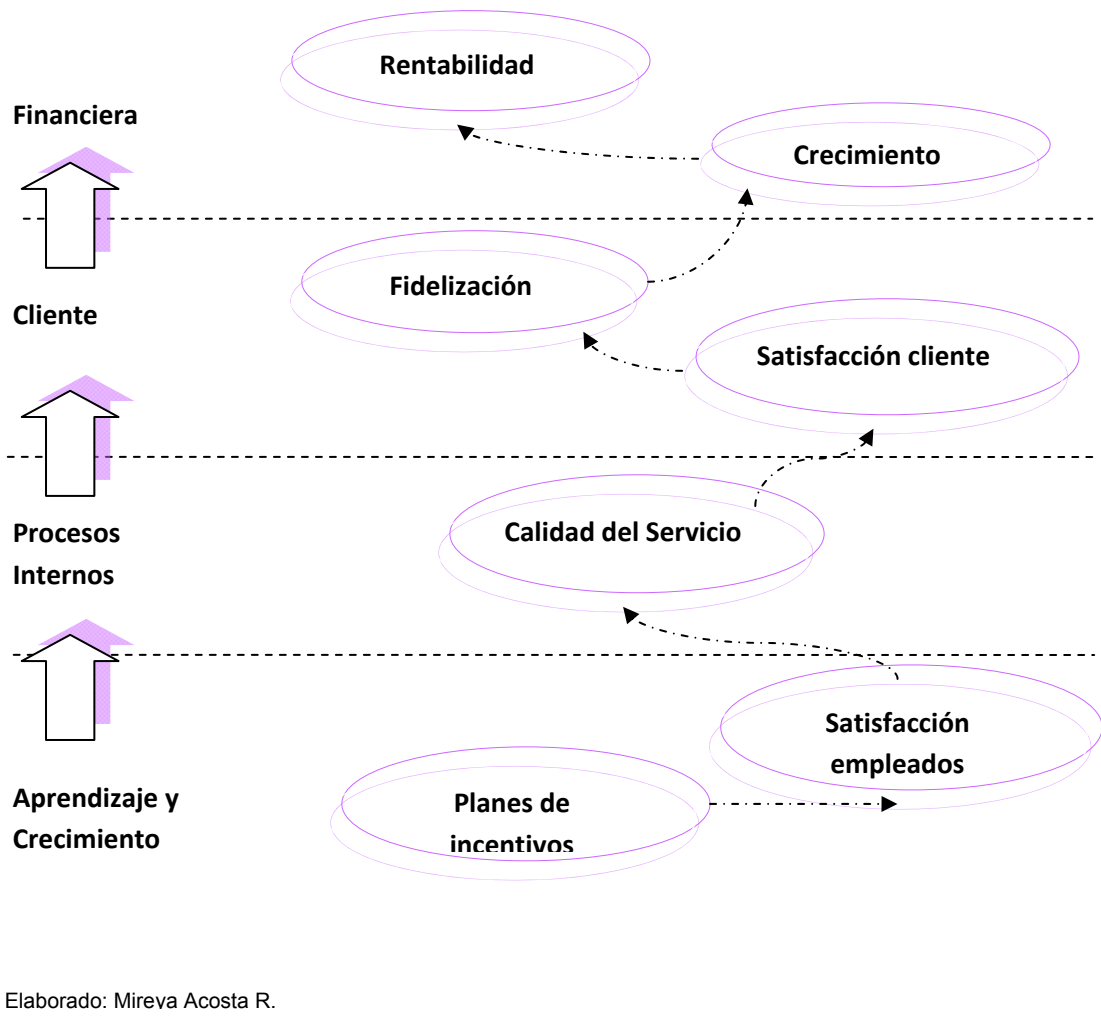 Rentabilidad
Financiera
Crecimiento
Fidelización
Cliente
Satisfacción cliente
Procesos
Internos
Calidad del Servicio
Satisfacción
empleados
Aprendizaje y
Crecimiento
Planes de
incentivos
Elaborado: Mireya Acosta R.